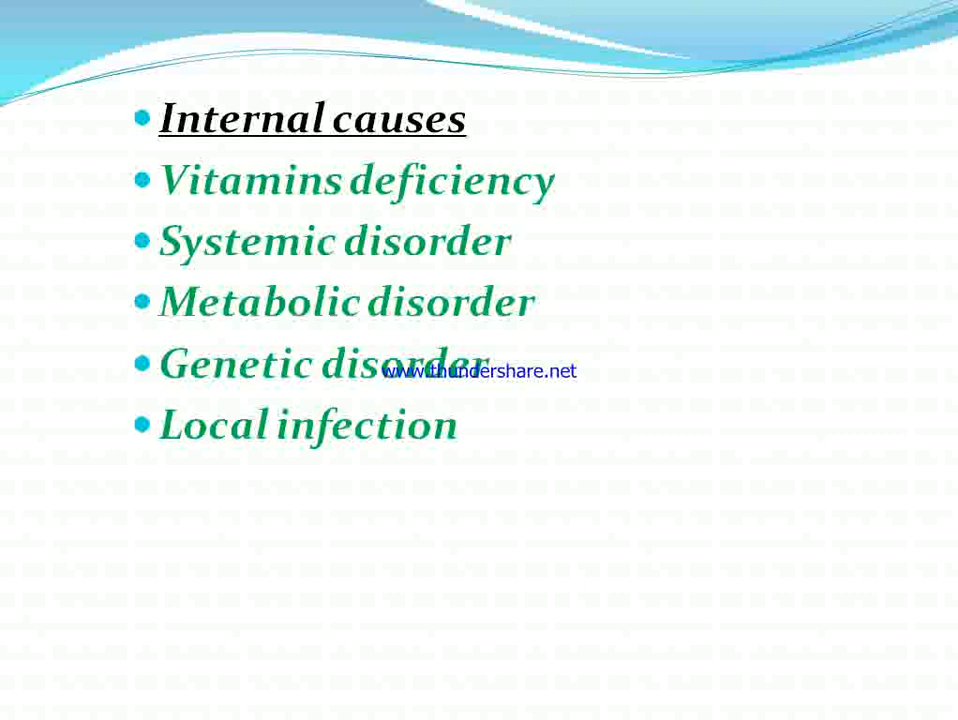 Internal causes
Vitamins deficiency
Systemic disorder
Metabolic disorder
Genetic disorder
www.thundershare.net
Local infection